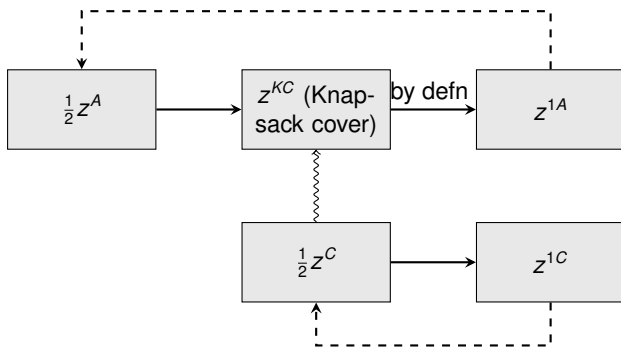 ½z^A
z^{KC} (Knap-
sack cover)
by defn
z^{1A}
½z^C
z^{1C}